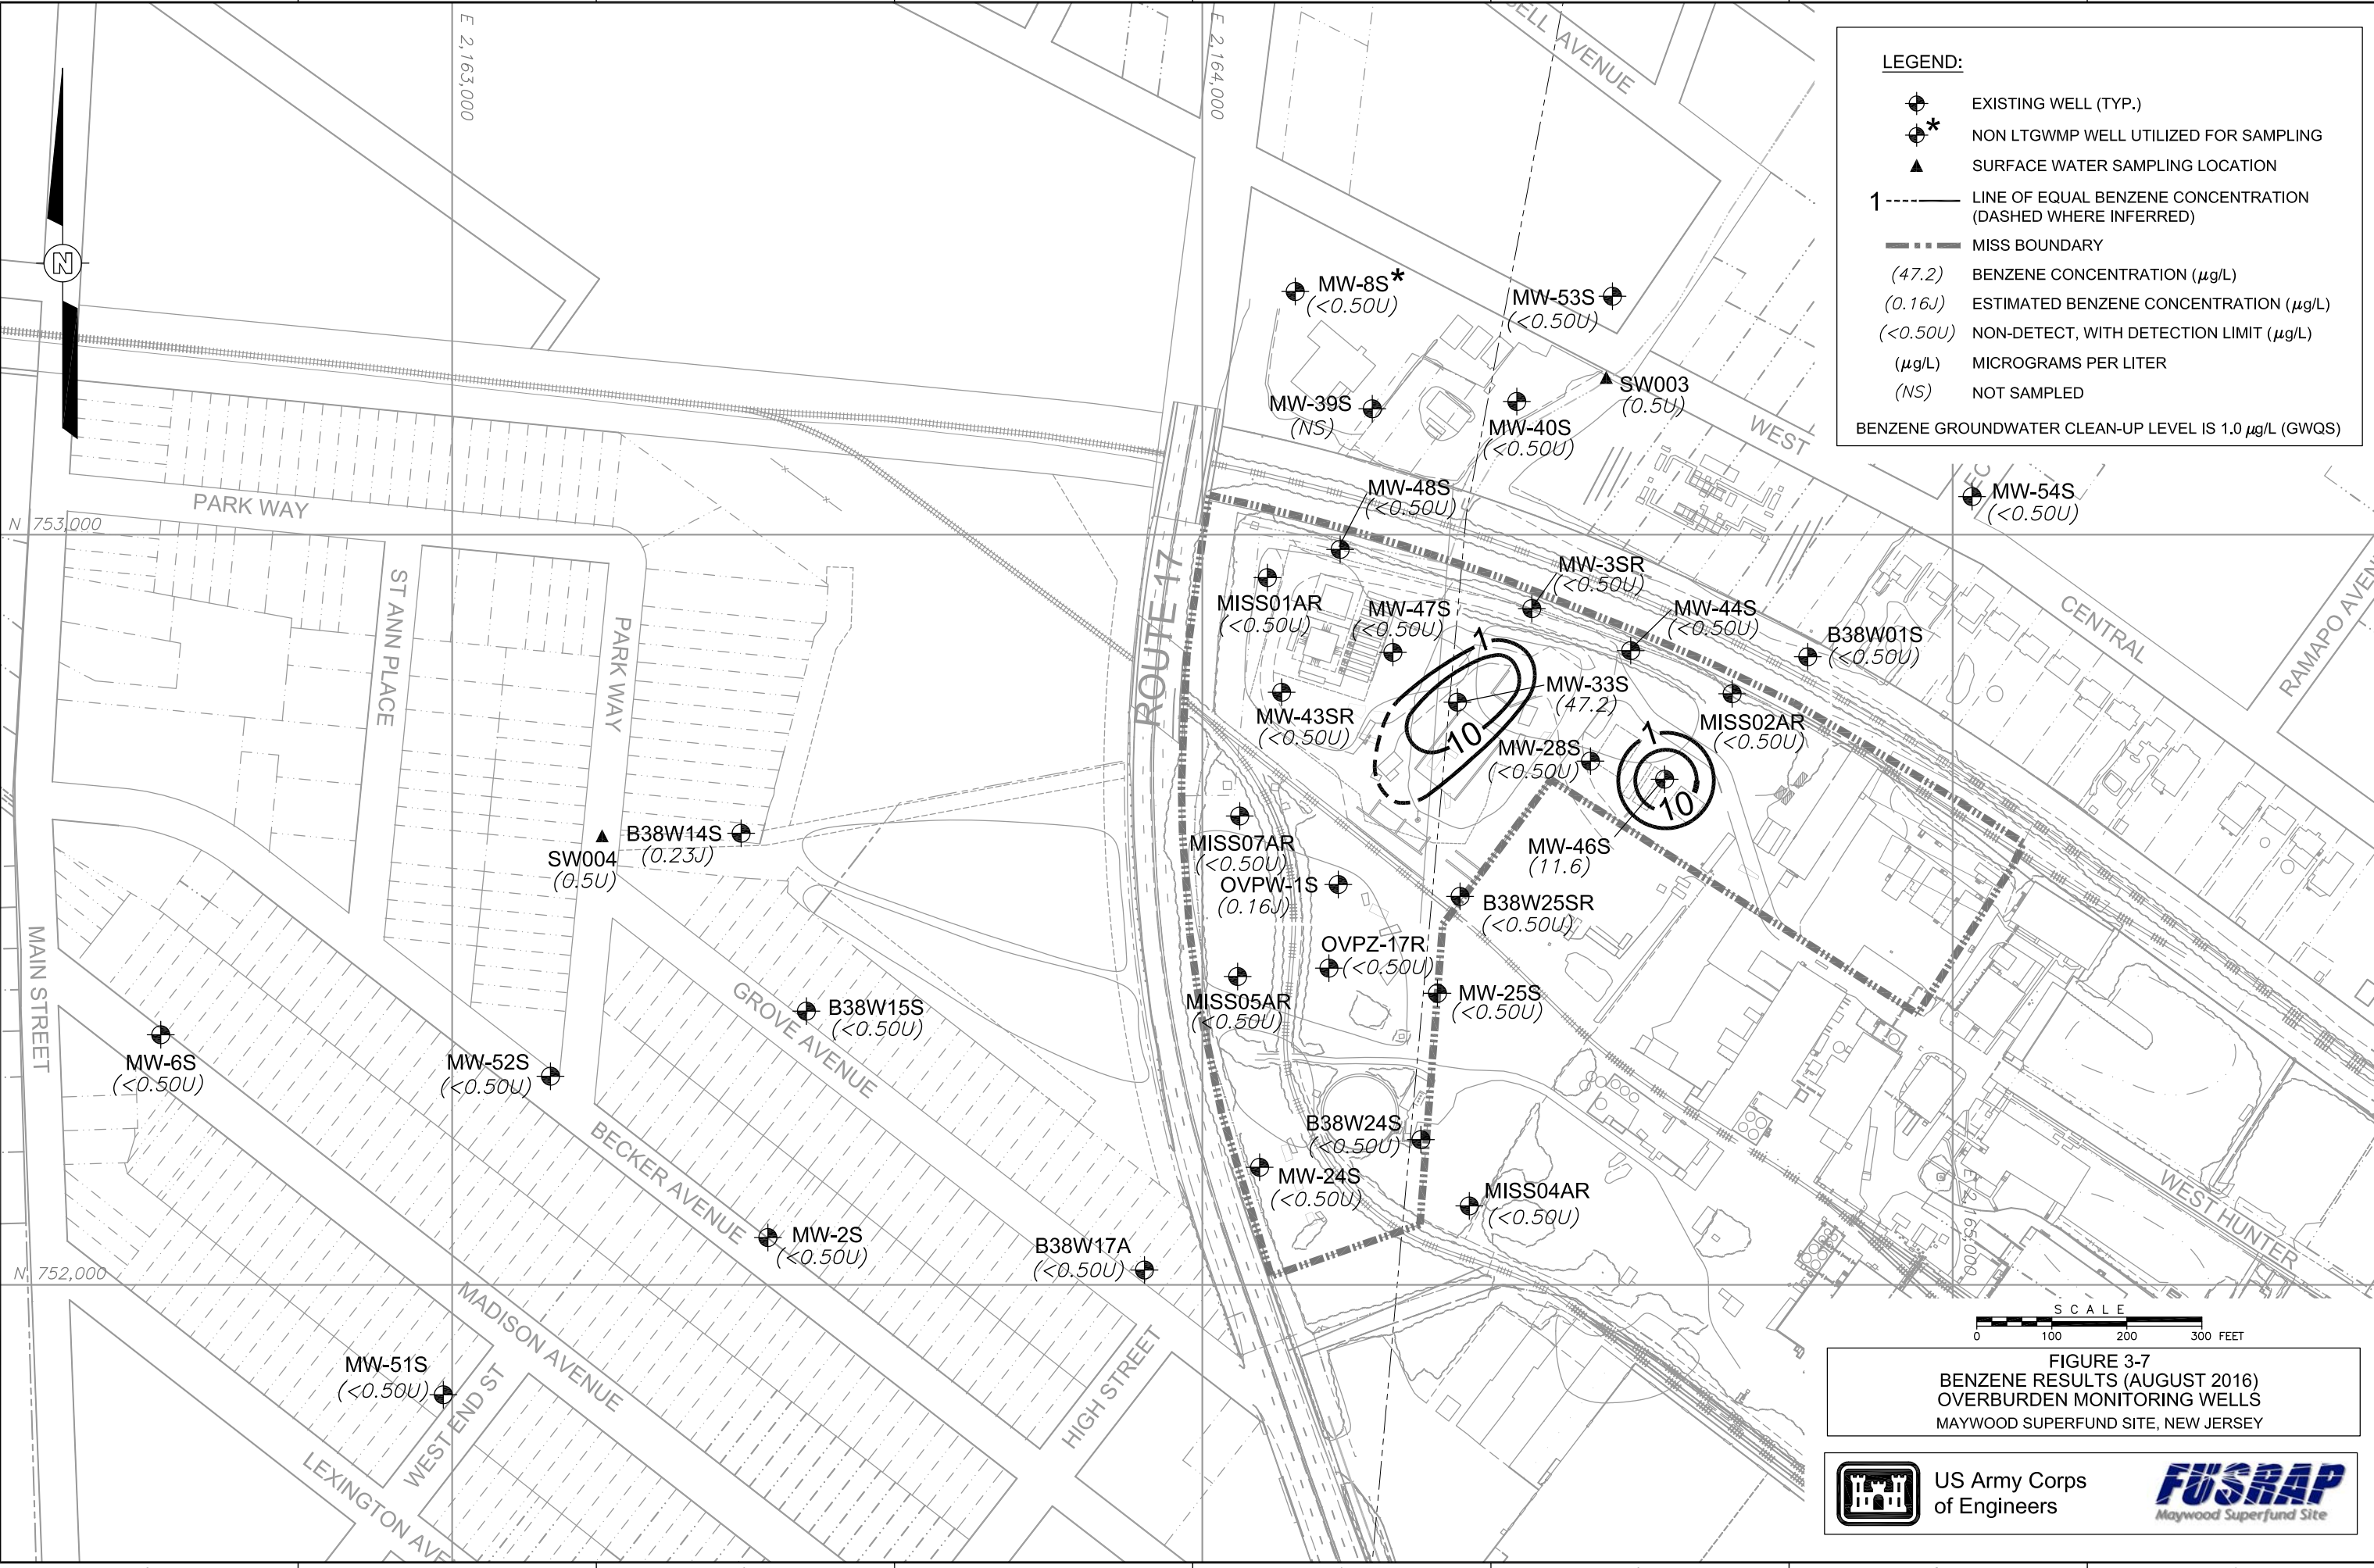 E 2,163,000
E 2,164,000
AVENUE
LEGEND:
EXISTING WELL (TYP.)
* NON LTGWMP WELL UTILIZED FOR SAMPLING
SURFACE WATER SAMPLING LOCATION
1 LINE OF EQUAL BENZENE CONCENTRATION
(DASHED WHERE INFERRED)
MISS BOUNDARY
(47.2) BENZENE CONCENTRATION (µg/L)
(0.16J) ESTIMATED BENZENE CONCENTRATION (µg/L)
(<0.50U) NON-DETECT, WITH DETECTION LIMIT (µg/L)
(µg/L) MICROGRAMS PER LITER
(NS) NOT SAMPLED
BENZENE GROUNDWATER CLEAN-UP LEVEL IS 1.0 µg/L (GWQS)
N
MW-8S*
(<0.50U)
MW-53S
(<0.50U)
SW003
(0.5U)
MW-39S
(NS)
MW-40S
(<0.50U)
WEST
CENTRAL
RAMAPO
MW-54S
(<0.50U)
PARK WAY
N 753,000
MW-48S
(<0.50U)
MW-3SR
(<0.50U)
MISS01AR
(<0.50U)
MW-47S
(<0.50U)
MW-44S
(<0.50U)
B38W01S
(<0.50U)
ST ANN PLACE
PARK WAY
ROUTE 17
1
10
MW-33S
(47.2)
MW-43SR
(<0.50U)
MISS02AR
(<0.50U)
MW-28S
(<0.50U)
1
10
MW-46S
(11.6)
SW004
(0.5U)
B38W14S
(0.23J)
MISS07AR
(<0.50U)
OVPW-1S
(0.16J)
B38W25SR
(<0.50U)
OVPZ-17R
(<0.50U)
MW-25S
(<0.50U)
MISS05AR
(<0.50U)
MAIN STREET
B38W15S
(<0.50U)
GROVE AVENUE
MW-6S
(<0.50U)
MW-52S
(<0.50U)
BECKER AVENUE
B38W24S
(<0.50U)
MW-24S
(<0.50U)
MISS04AR
(<0.50U)
E 2,165,000
WEST HUNTER
MW-2S
(<0.50U)
B38W17A
(<0.50U)
N 752,000
MADISON AVENUE
HIGH STREET
MW-51S
(<0.50U)
WEST END ST
LEXINGTON
SCALE
0 100 200 300 FEET
FIGURE 3-7
BENZENE RESULTS (AUGUST 2016)
OVERBURDEN MONITORING WELLS
MAYWOOD SUPERFUND SITE, NEW JERSEY
US Army Corps
of Engineers
FUSRAP
Maywood Superfund Site